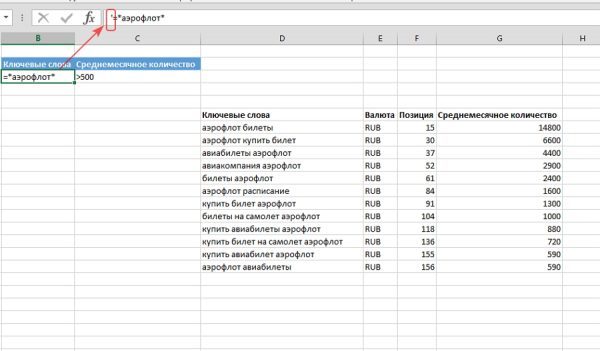 fx '=*аэрофлот*
B C D E F G H
Ключевые слова Среднемесячное количество
=*аэрофлот* >500
Ключевые слова Валюта Позиция Среднемесячное количество
аэрофлот билеты RUB 15 14800
аэрофлот купить билет RUB 30 6600
авиабилеты аэрофлот RUB 37 4400
авиакомпания аэрофлот RUB 52 2900
билеты аэрофлот RUB 61 2400
аэрофлот расписание RUB 84 1600
купить билет аэрофлот RUB 91 1300
билеты на самолет аэрофлот RUB 104 1000
купить авиабилеты аэрофлот RUB 118 880
купить билет на самолет аэрофлот RUB 136 720
купить авиабилет аэрофлот RUB 155 590
аэрофлот авиабилеты RUB 156 590